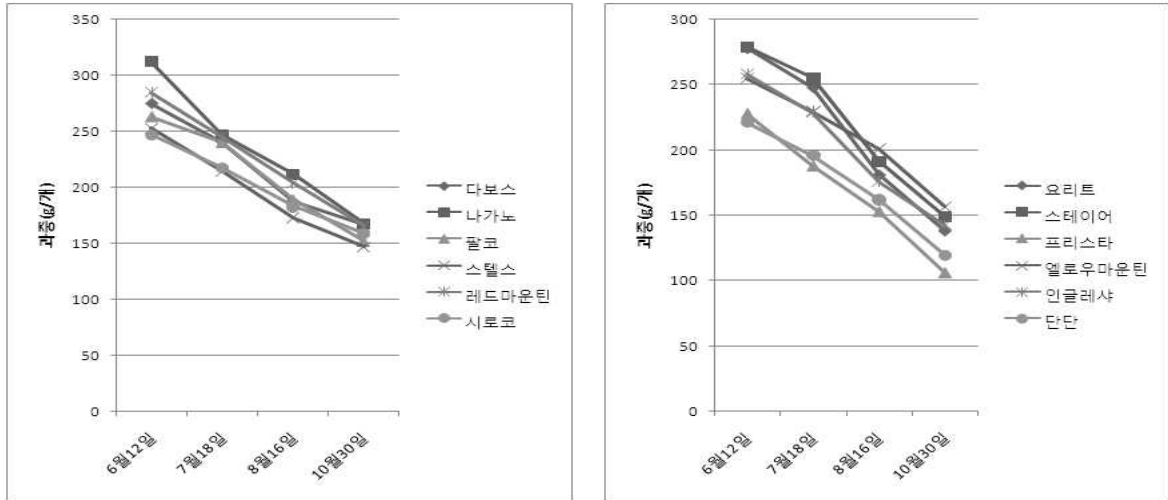 350
300
250
200
150
100
50
0
과중(g/개)
6월12일
7월18일
8월16일
10월30일
다보스
나가노
팔코
스텔스
레드마운틴
시로코
300
250
200
150
100
50
0
과중(g/개)
6월12일
7월18일
8월16일
10월30일
요리트
스테이어
프리스타
옐로우마운틴
인글레샤
단단